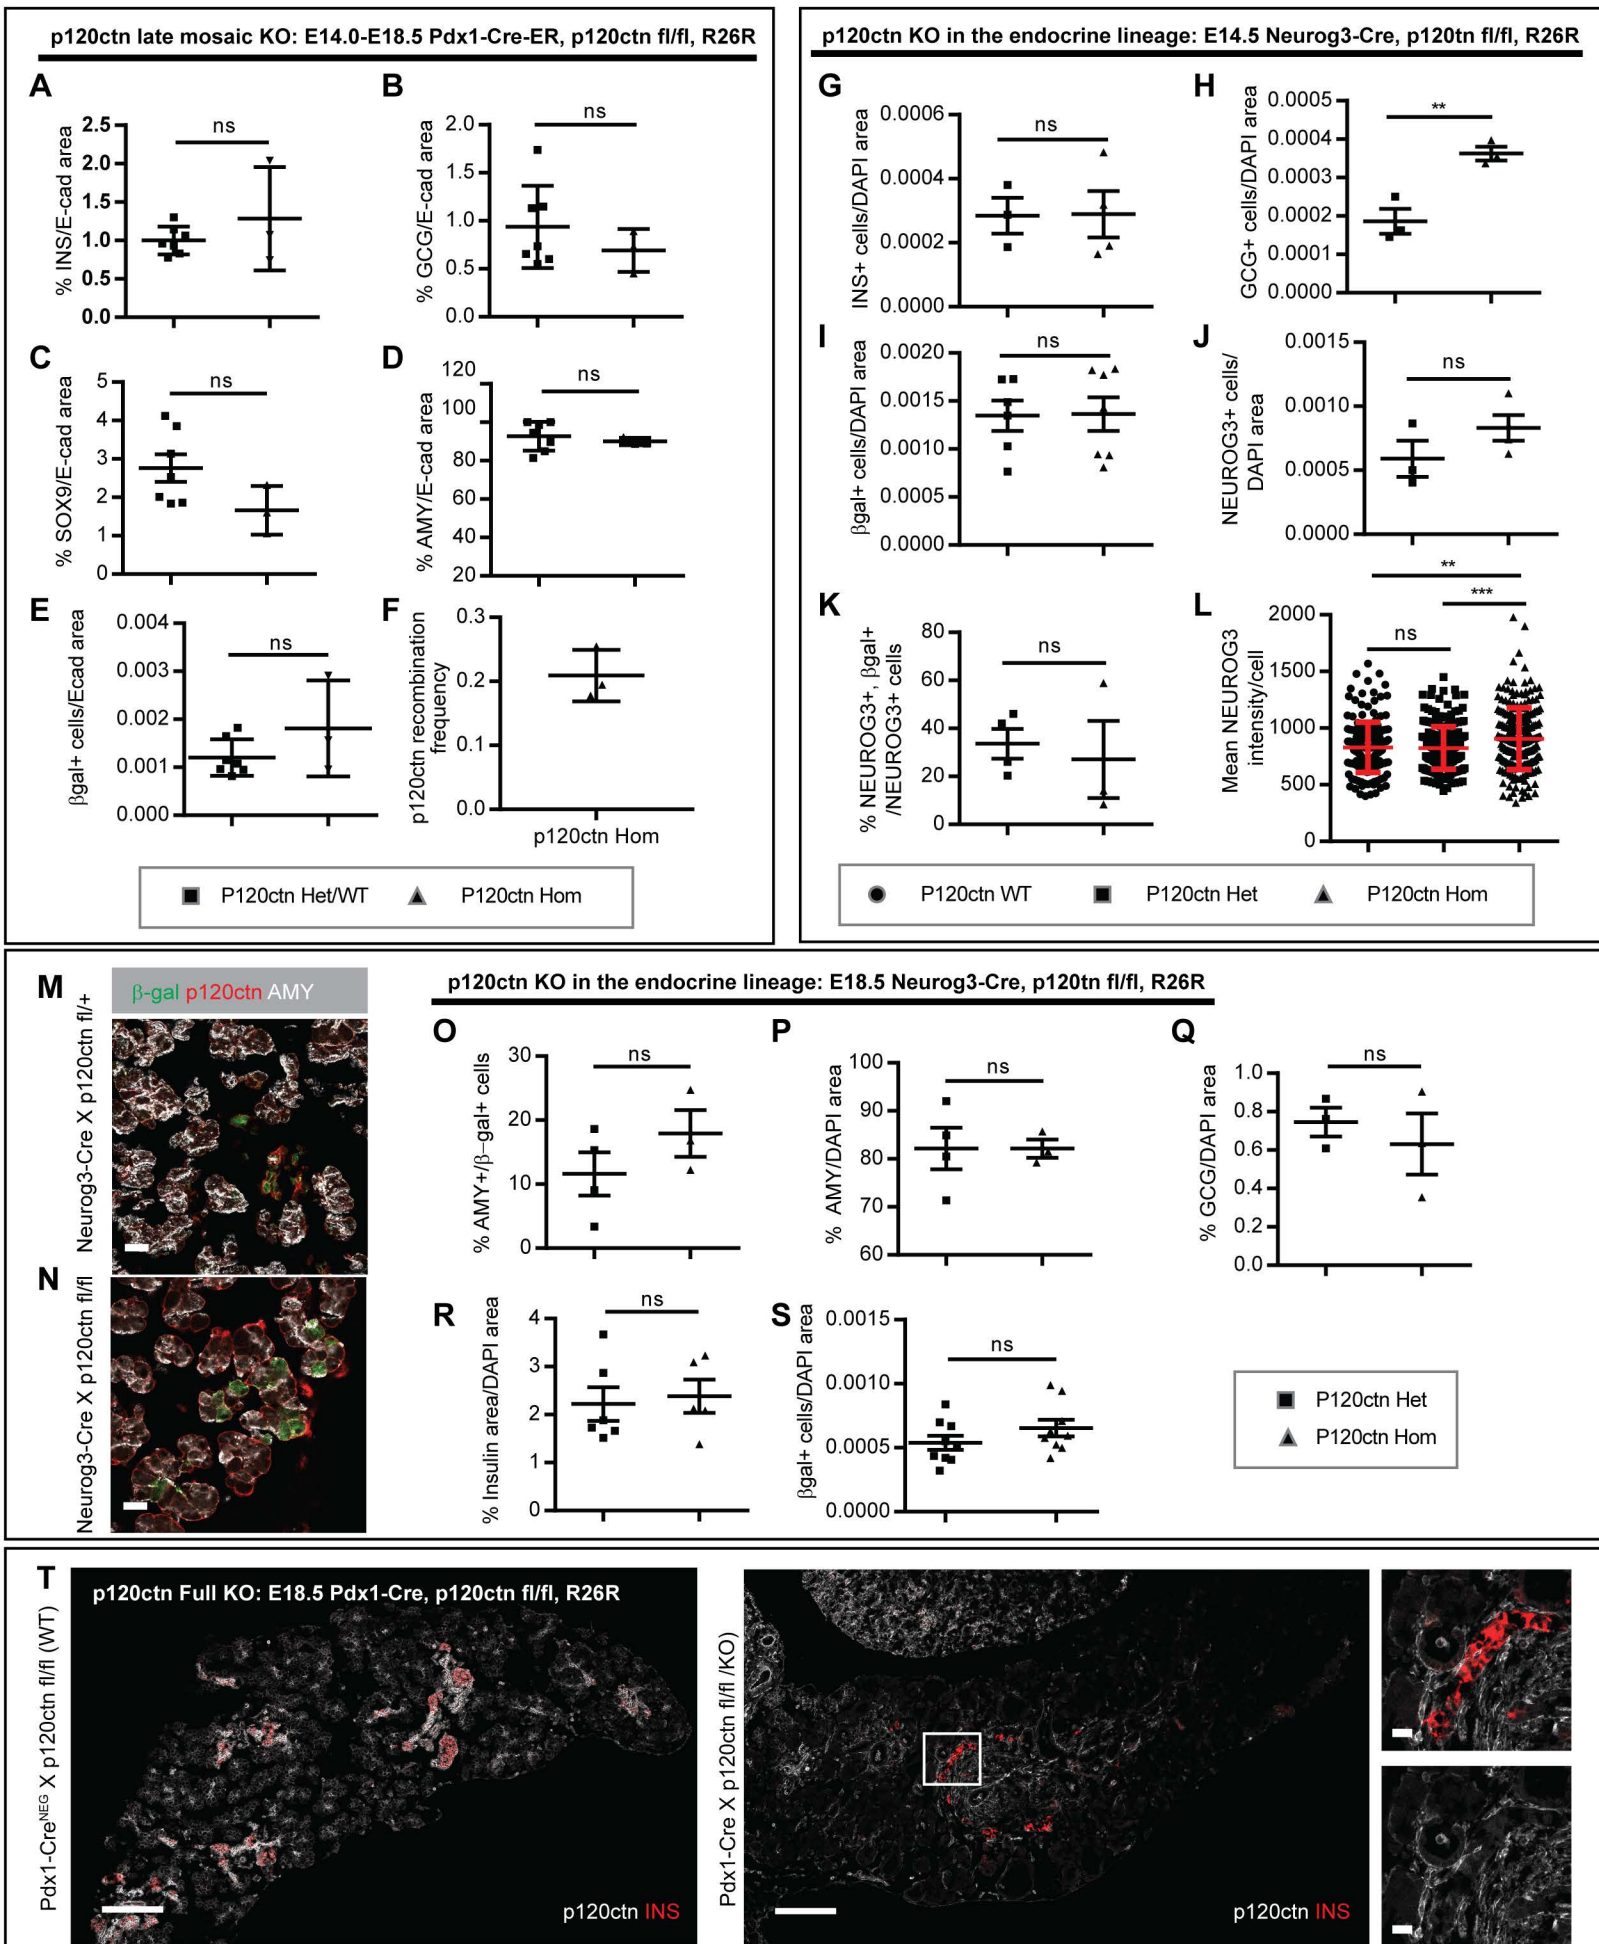 p120ctn late mosaic KO: E14.0-E18.5 Pdx1-Cre-ER, p120ctn fl/fl, R26R
A
% INS/E-cad area
2.5
2.0
1.5
1.0
0.5
0.0
ns
B
% GCG/E-cad area
2.0
1.5
1.0
0.5
0.0
ns
C
% SOX9/E-cad area
5
4
3
2
1
0
ns
D
% AMY/E-cad area
120
100
80
60
40
20
ns
E
βgal+ cells/Ecad area
0.004
0.003
0.002
0.001
0.000
ns
F
p120ctn recombination
frequency
0.3
0.2
0.1
0.0
p120ctn Hom
P120ctn Het/WT
P120ctn Hom
p120ctn KO in the endocrine lineage: E14.5 Neurog3-Cre, p120tn fl/fl, R26R
G
INS+ cells/DAPI area
0.0006
0.0004
0.0002
0.0000
ns
H
GCG+ cells/DAPI area
0.0005
0.0004
0.0003
0.0002
0.0001
0.0000
**
I
βgal+ cells/DAPI area
0.0020
0.0015
0.0010
0.0005
0.0000
ns
J
NEUROG3+ cells/
DAPI area
0.0015
0.0010
0.0005
0.0000
ns
K
% NEUROG3+, βgal+
/NEUROG3+ cells
80
60
40
20
0
ns
L
Mean NEUROG3
intensity/cell
2000
1500
1000
500
0
**
***
ns
P120ctn WT
P120ctn Het
P120ctn Hom
M
β-gal p120ctn AMY
Neurog3-Cre X p120ctn fl/+
N
Neurog3-Cre X p120ctn fl/fl
p120ctn KO in the endocrine lineage: E18.5 Neurog3-Cre, p120tn fl/fl, R26R
O
% AMY+/β−gal+ cells
30
20
10
0
ns
P
% AMY/DAPI area
100
90
80
70
60
ns
Q
% GCG/DAPI area
1.0
0.8
0.6
0.4
0.2
0.0
ns
R
% Insulin area/DAPI area
4
3
2
1
0
ns
S
βgal+ cells/DAPI area
0.0015
0.0010
0.0005
0.0000
ns
P120ctn Het
P120ctn Hom
T
p120ctn Full KO: E18.5 Pdx1-Cre, p120ctn fl/fl, R26R
Pdx1-CreNEG X p120ctn fl/fl (WT)
p120ctn INS
Pdx1-Cre X p120ctn fl/fl /KO)
p120ctn INS